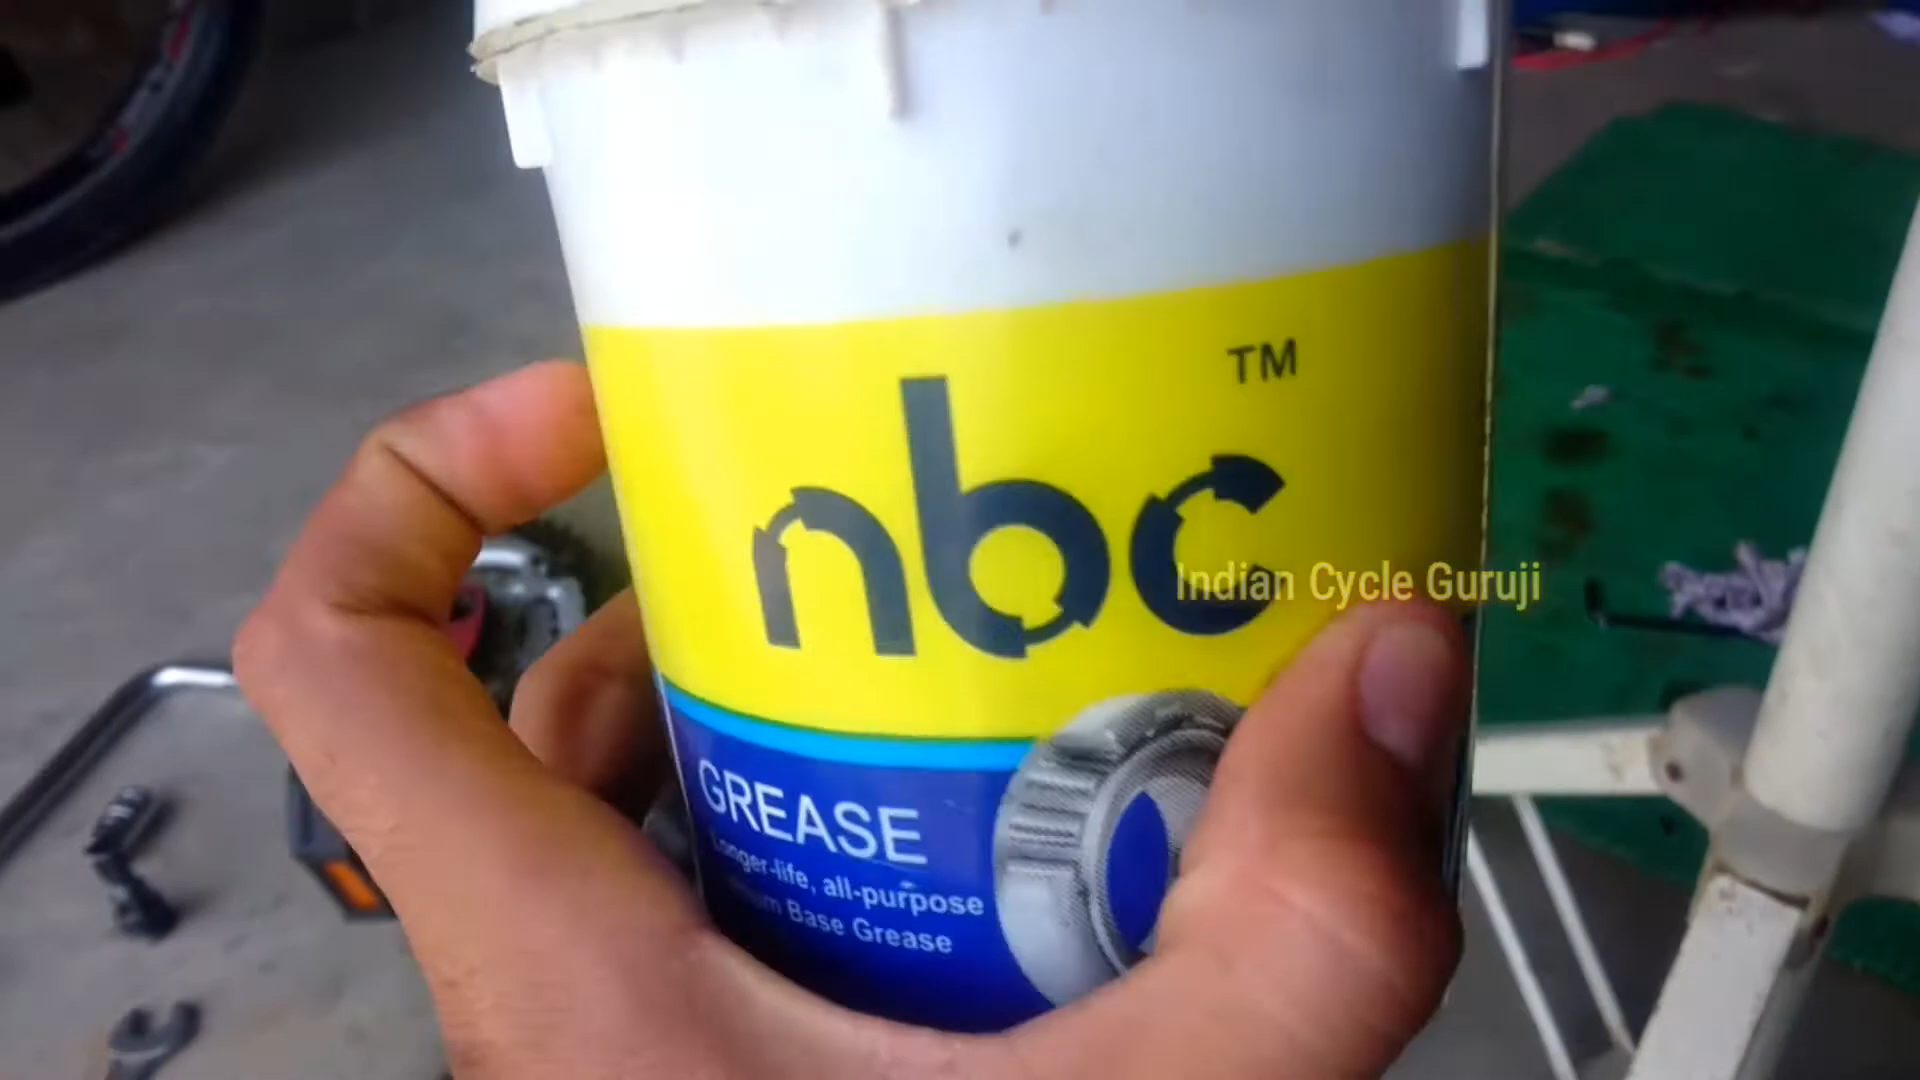 TM
nbc
Indian Cycle Guruji
GREASE
Longer-life, all-purpose
Base Grease